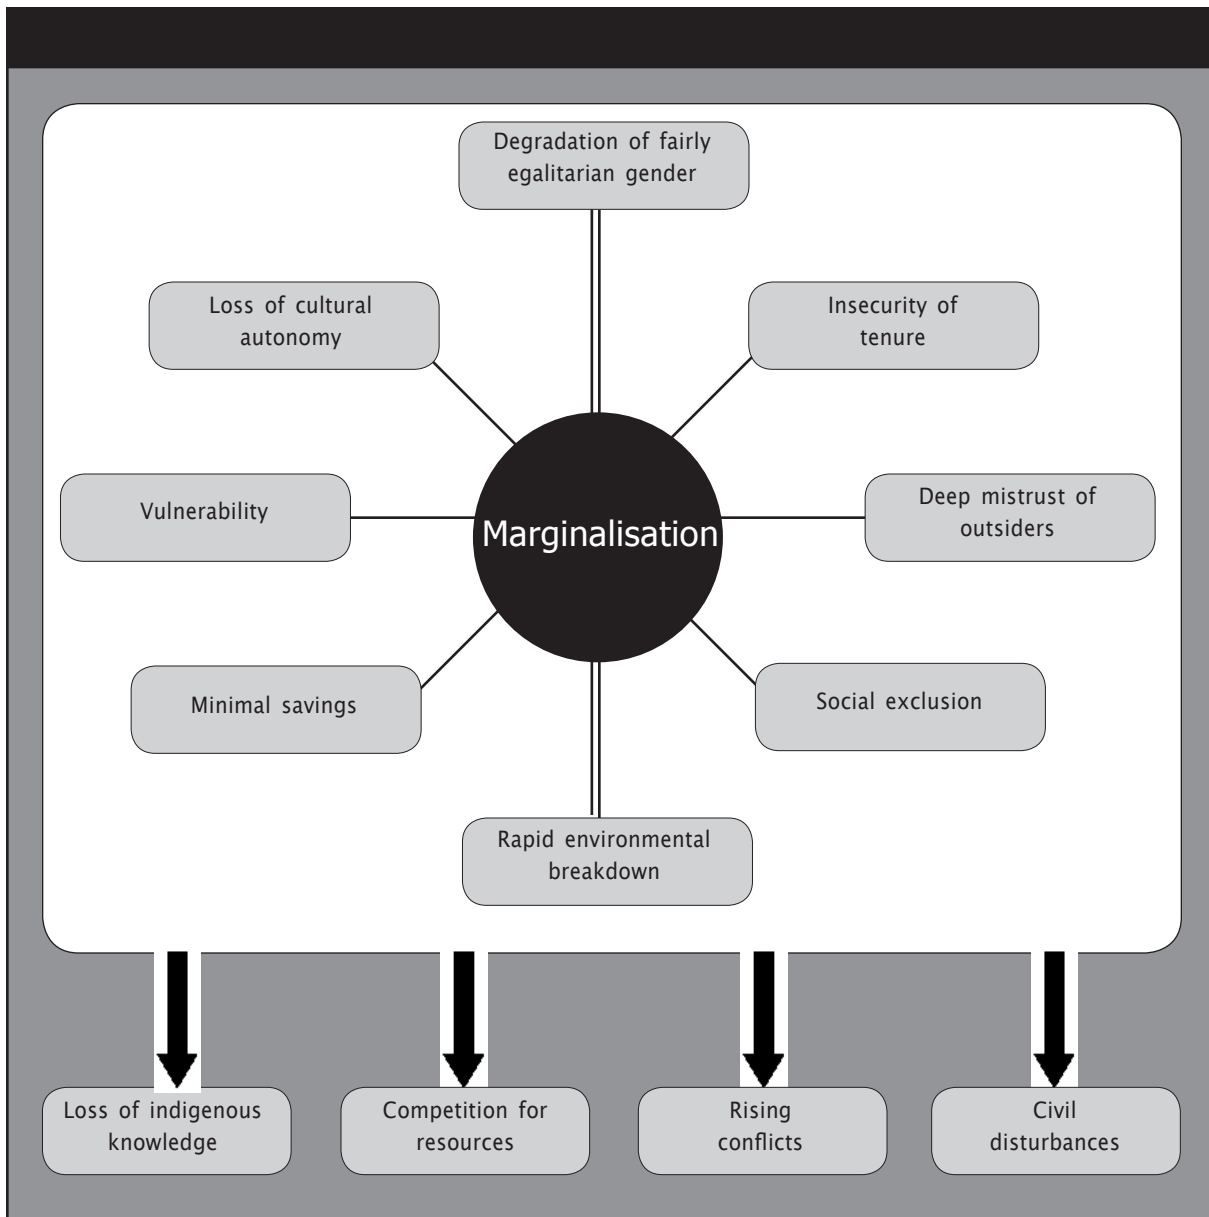 Degradation of fairly
egalitarian gender
Loss of cultural
autonomy
Insecurity of
tenure
Vulnerability
Marginalisation
Deep mistrust of
outsiders
Minimal savings
Social exclusion
Rapid environmental
breakdown
Loss of indigenous
knowledge
Competition for
resources
Rising
conflicts
Civil
disturbances